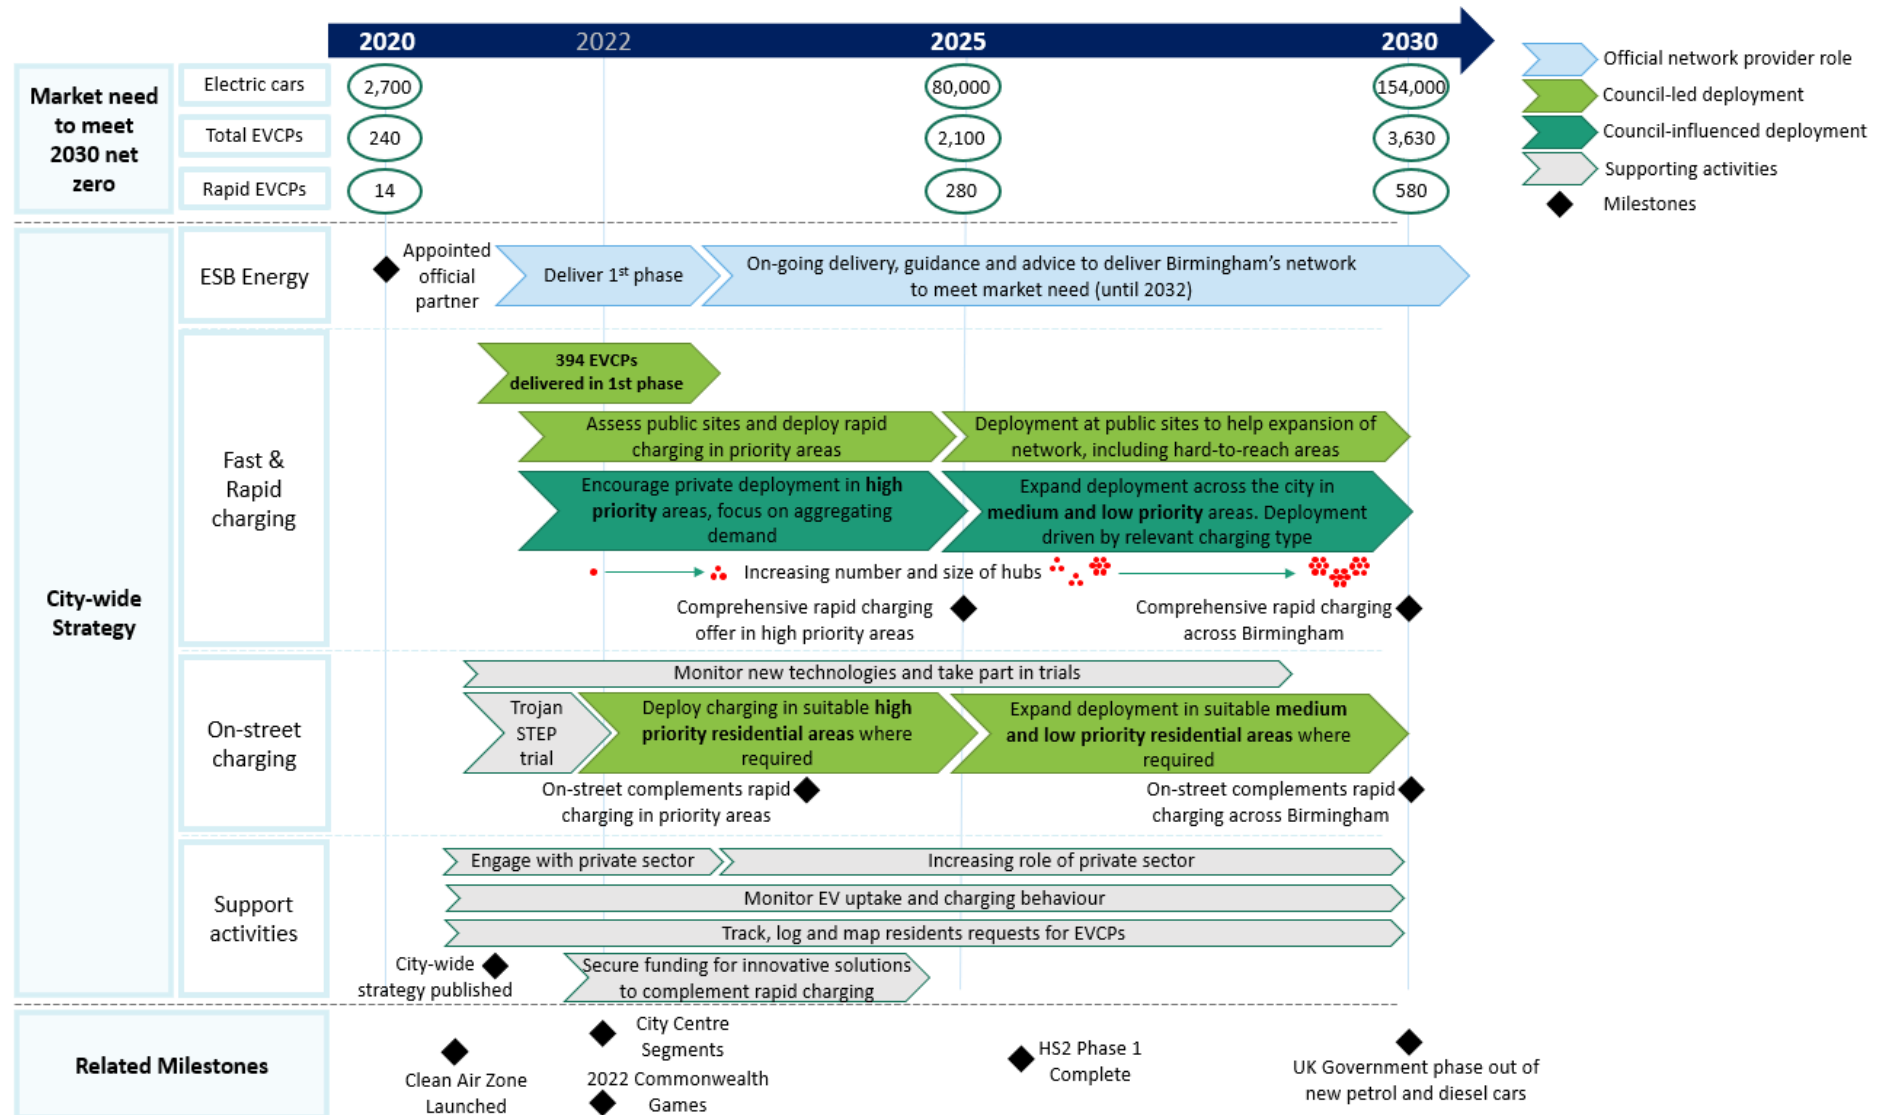 2020
2022
2025
2030
Official network provider role
Council-led deployment
Council-influenced deployment
Supporting activities
Milestones
Market need
to meet
2030 net
zero
Electric cars
2,700
80,000
154,000
Total EVCPs
240
2,100
3,630
Rapid EVCPs
14
280
580
City-wide
Strategy
ESB Energy
Appointed
official
partner
Deliver 1st phase
On-going delivery, guidance and advice to deliver Birmingham's network
to meet market need (until 2032)
Fast &
Rapid
charging
394 EVCPs
delivered in 1st phase
Assess public sites and deploy rapid
charging in priority areas
Deployment at public sites to help expansion of
network, including hard-to-reach areas
Encourage private deployment in high
priority areas, focus on aggregating
demand
Expand deployment across the city in
medium and low priority areas. Deployment
driven by relevant charging type
Increasing number and size of hubs
Comprehensive rapid charging
offer in high priority areas
Comprehensive rapid charging
across Birmingham
On-street
charging
Monitor new technologies and take part in trials
Trojan
STEP
trial
Deploy charging in suitable high
priority residential areas where
required
Expand deployment in suitable medium
and low priority residential areas where
required
On-street complements rapid
charging in priority areas
On-street complements rapid
charging across Birmingham
Support
activities
Engage with private sector
Increasing role of private sector
Monitor EV uptake and charging behaviour
Track, log and map residents requests for EVCPs
City-wide
strategy published
Secure funding for innovative solutions
to complement rapid charging
Related Milestones
Clean Air Zone
Launched
City Centre
Segments
2022 Commonwealth
Games
HS2 Phase 1
Complete
UK Government phase out of
new petrol and diesel cars